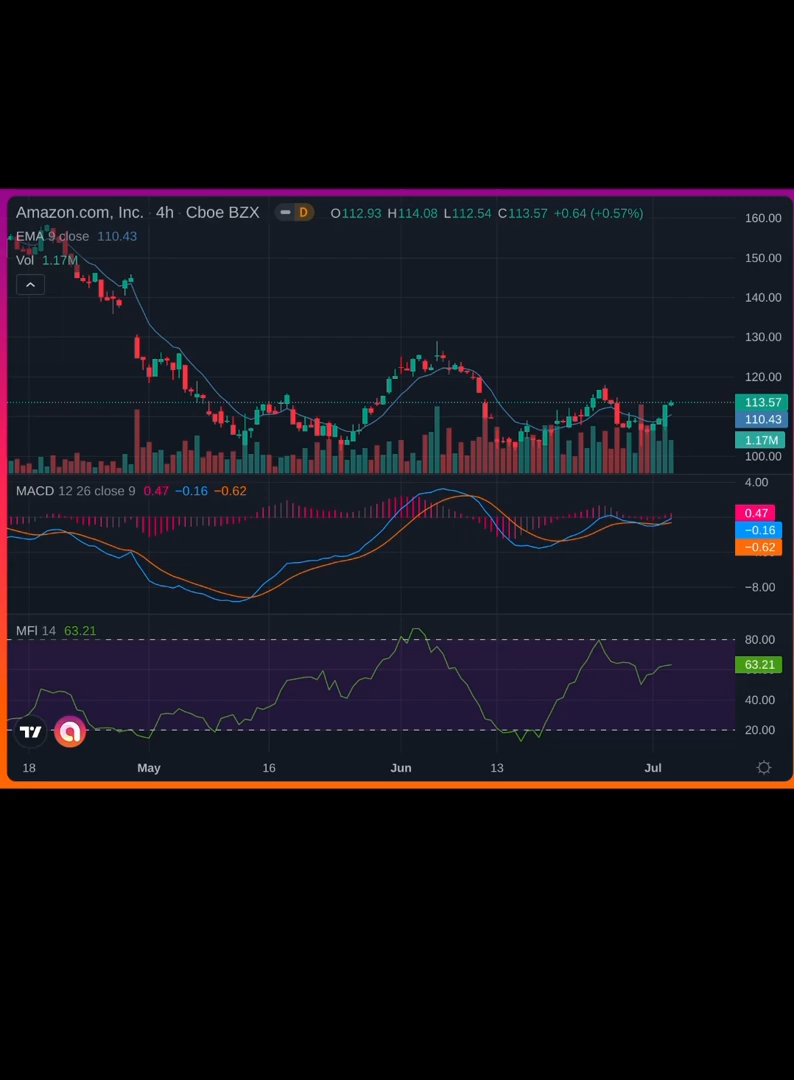 Amazon.com, Inc. · 4h · Cboe BZX D O112.93 H114.08 L112.54 C113.57 +0.64 (+0.57%)
EMA 9 close 110.43
Vol 1.17M
160.00
150.00
140.00
130.00
120.00
113.57
110.43
1.17M
100.00
MACD 12 26 close 9 0.47 −0.16 −0.62
4.00
0.47
−0.16
−0.62
−8.00
MFI 14 63.21
80.00
63.21
40.00
20.00
18 May 16 Jun 13 Jul